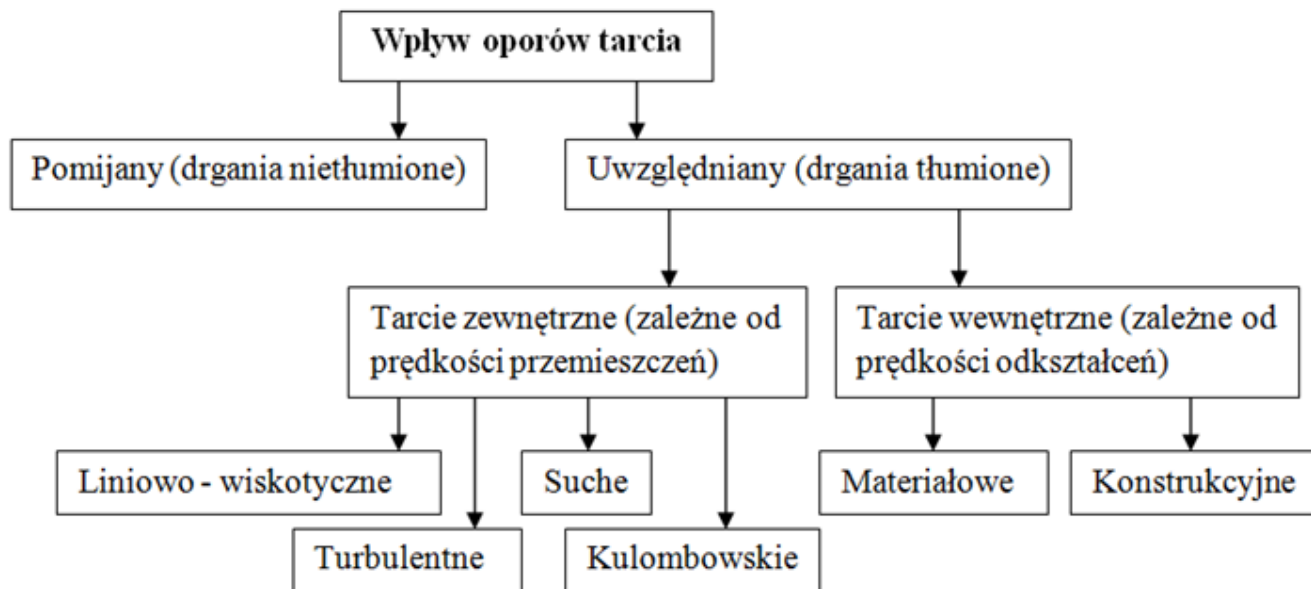 Wpływ oporów tarcia
Pomijany (drgania nietłumione)
Uwzględniany (drgania tłumione)
Tarcie zewnętrzne (zależne od
prędkości przemieszczeń)
Tarcie wewnętrzne (zależne od
prędkości odkształceń)
Liniowo - wiskotyczne
Suche
Materiałowe
Konstrukcyjne
Turbulentne
Kulombowskie